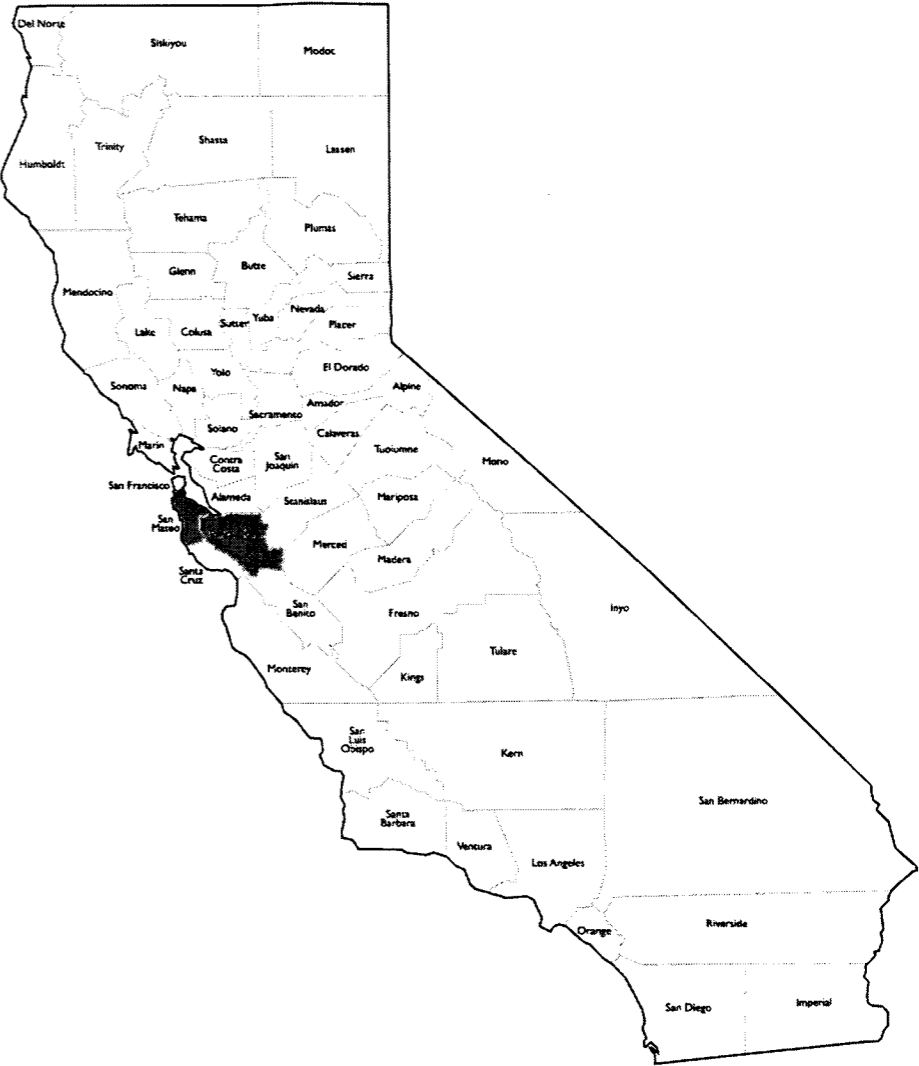 Del Norte
Siskiyou
Modoc
Humboldt
Trinity
Shasta
Lassen
Tehama
Plumas
Glenn
Butte
Sierra
Mendocino
Lake
Colusa
Sutter
Yuba
Nevada
Placer
Sonoma
Napa
Yolo
El Dorado
Alpine
Solano
Sacramento
Amador
Calaveras
Tuolumne
Mono
Marin
Contra
Costa
San
Joaquin
San Francisco
Alameda
Stanislaus
Mariposa
San
Mateo
Merced
Madera
Santa
Cruz
San
Benito
Fresno
Inyo
Monterey
Kings
Tulare
San
Luis
Obispo
Kern
San Bernardino
Santa
Barbara
Ventura
Los Angeles
Orange
Riverside
San Diego
Imperial